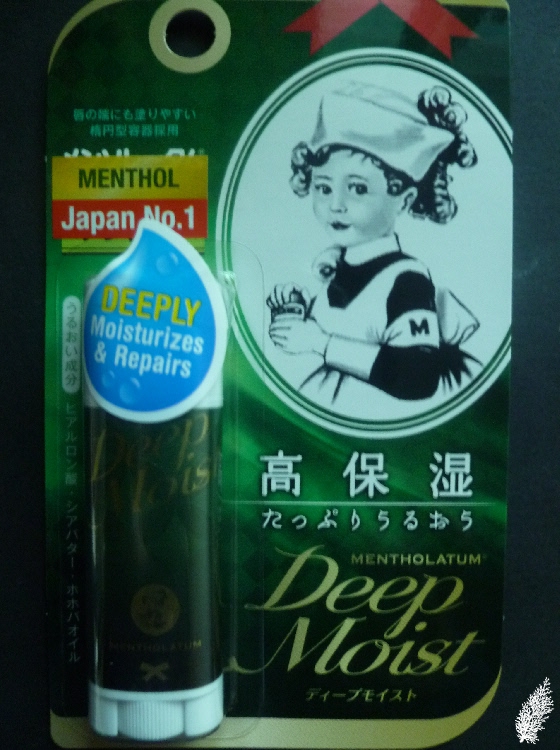 唇の端にも塗りやすい
楕円型容器採用
MENTHOL
Japan No.1
DEEPLY
Moisturizes
& Repairs
うるおい成分
ヒアルロン酸・シアバター・ホホバオイル
Deep
Moist
MENTHOLATUM
M
高保湿
たっぷりうるおう
MENTHOLATUM
Deep
Moist
ディープモイスト